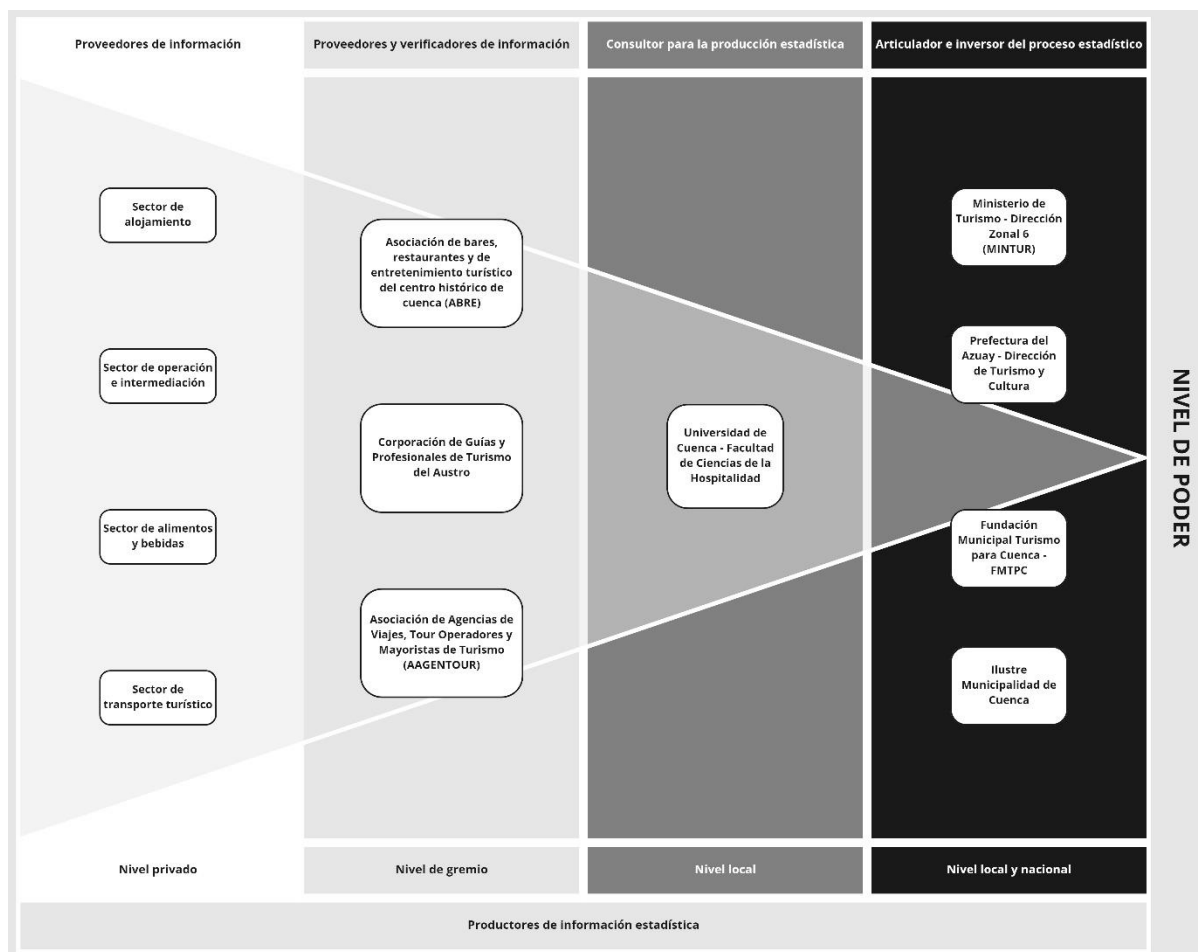 Proveedores de información
Proveedores y verificadores de información
Consultor para la producción estadística
Articulador e inversor del proceso estadístico
Sector de
alojamiento
Sector de operación
e intermediación
Sector de alimentos
y bebidas
Sector de
transporte turístico
Asociación de bares,
restaurantes y de
entretenimiento turístico
del centro histórico de
cuenca (ABRE)
Corporación de Guías y
Profesionales de Turismo
del Austro
Asociación de Agencias de
Viajes, Tour Operadores y
Mayoristas de Turismo
(AAGENTOUR)
Universidad de
Cuenca - Facultad
de Ciencias de la
Hospitalidad
Ministerio de
Turismo - Dirección
Zonal 6
(MINTUR)
Prefectura del
Azuay - Dirección
de Turismo y
Cultura
Fundación
Municipal Turismo
para Cuenca -
FMTPC
Ilustre
Municipalidad de
Cuenca
NIVEL DE PODER
Nivel privado
Nivel de gremio
Nivel local
Nivel local y nacional
Productores de información estadística